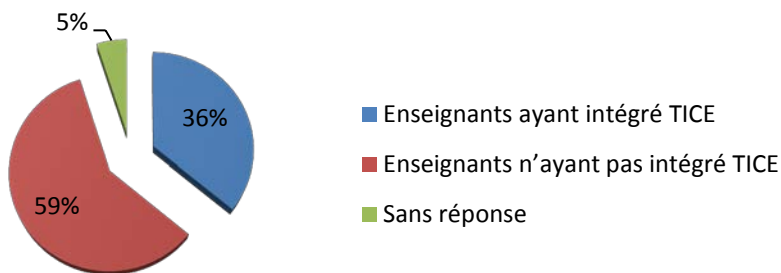 5%
36%
59%
Enseignants ayant intégré TICE
Enseignants n’ayant pas intégré TICE
Sans réponse